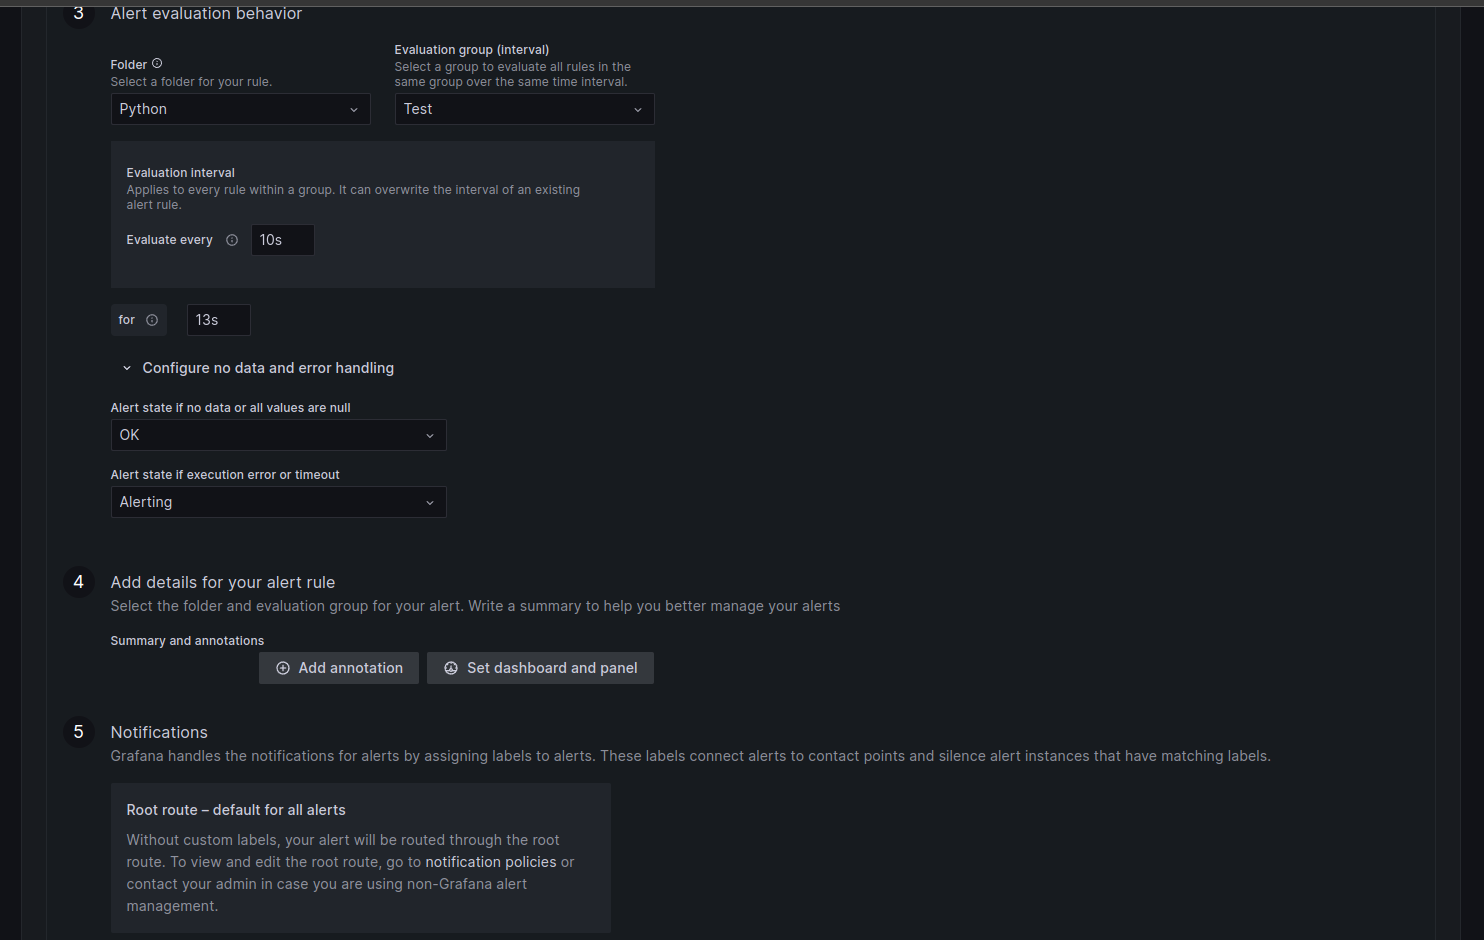 3 Alert evaluation behavior
Folder
Select a folder for your rule.
Python
Evaluation group (interval)
Select a group to evaluate all rules in the
same group over the same time interval.
Test
Evaluation interval
Applies to every rule within a group. It can overwrite the interval of an existing
alert rule.
Evaluate every 10s
for 13s
Configure no data and error handling
Alert state if no data or all values are null
OK
Alert state if execution error or timeout
Alerting
4 Add details for your alert rule
Select the folder and evaluation group for your alert. Write a summary to help you better manage your alerts
Summary and annotations
Add annotation Set dashboard and panel
5 Notifications
Grafana handles the notifications for alerts by assigning labels to alerts. These labels connect alerts to contact points and silence alert instances that have matching labels.
Root route – default for all alerts
Without custom labels, your alert will be routed through the root
route. To view and edit the root route, go to notification policies or
contact your admin in case you are using non-Grafana alert
management.